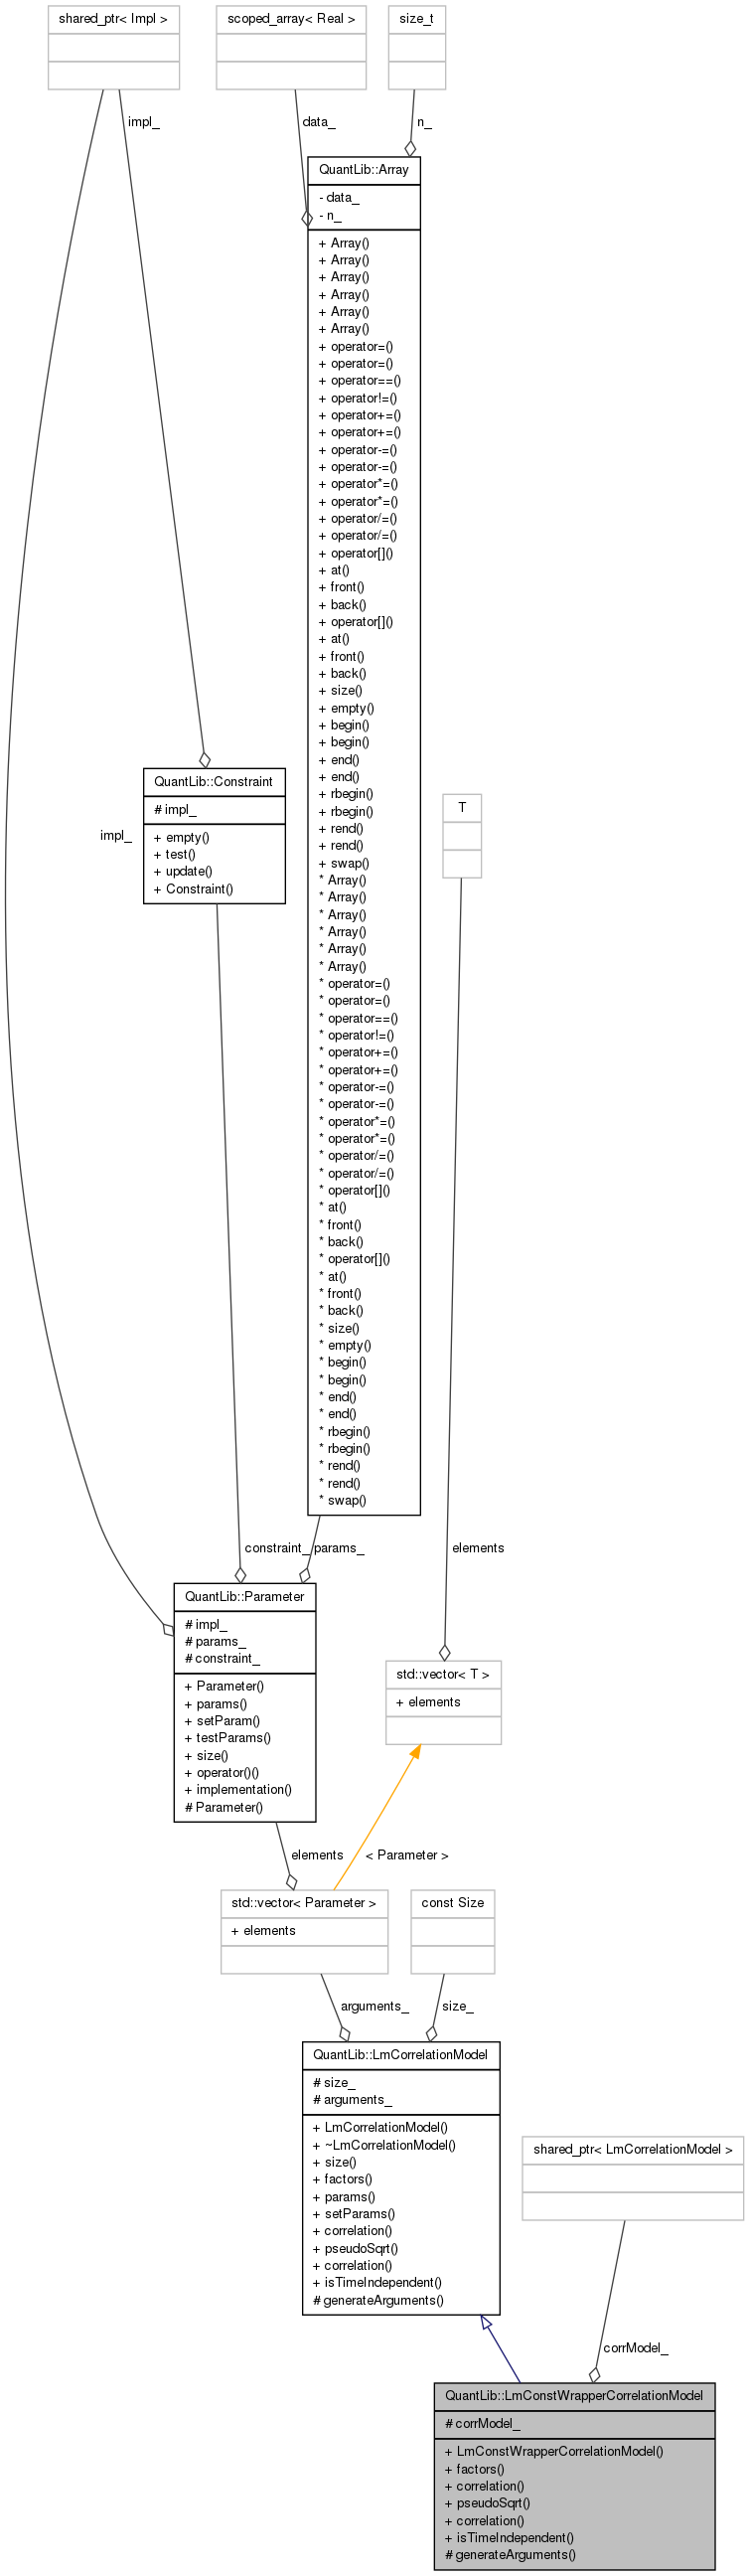 shared_ptr< Impl >
scoped_array< Real >
size_t
impl_
data_
n_
QuantLib::Array
- data_
- n_
+ Array()
+ Array()
+ Array()
+ Array()
+ Array()
+ Array()
+ operator=()
+ operator=()
+ operator==()
+ operator!=()
+ operator+=()
+ operator+=()
+ operator-=()
+ operator-=()
+ operator*=()
+ operator*=()
+ operator/=()
+ operator/=()
+ operator[]()
+ at()
+ front()
+ back()
+ operator[]()
+ at()
+ front()
+ back()
+ size()
+ empty()
+ begin()
+ begin()
+ end()
+ end()
+ rbegin()
+ rbegin()
+ rend()
+ rend()
+ swap()
* Array()
* Array()
* Array()
* Array()
* Array()
* Array()
* operator=()
* operator=()
* operator==()
* operator!=()
* operator+=()
* operator+=()
* operator-=()
* operator-=()
* operator*=()
* operator*=()
* operator/=()
* operator/=()
* operator[]()
* at()
* front()
* back()
* operator[]()
* at()
* front()
* back()
* size()
* empty()
* begin()
* begin()
* end()
* end()
* rbegin()
* rbegin()
* rend()
* rend()
* swap()
QuantLib::Constraint
# impl_
+ empty()
+ test()
+ update()
+ Constraint()
impl_
T
constraint_
params_
elements
QuantLib::Parameter
# impl_
# params_
# constraint_
+ Parameter()
+ params()
+ setParam()
+ testParams()
+ size()
+ operator()()
+ implementation()
# Parameter()
std::vector< T >
+ elements
elements
< Parameter >
std::vector< Parameter >
+ elements
const Size
arguments_
size_
QuantLib::LmCorrelationModel
# size_
# arguments_
+ LmCorrelationModel()
+ ~LmCorrelationModel()
+ size()
+ factors()
+ params()
+ setParams()
+ correlation()
+ pseudoSqrt()
+ correlation()
+ isTimeIndependent()
# generateArguments()
shared_ptr< LmCorrelationModel >
corrModel_
QuantLib::LmConstWrapperCorrelationModel
# corrModel_
+ LmConstWrapperCorrelationModel()
+ factors()
+ correlation()
+ pseudoSqrt()
+ correlation()
+ isTimeIndependent()
# generateArguments()